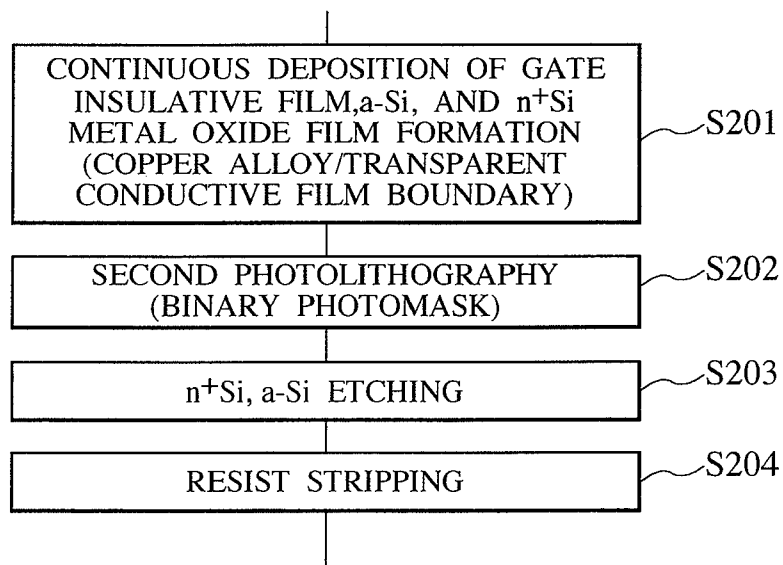 CONTINUOUS DEPOSITION OF GATE
INSULATIVE FILM,a-Si, AND n⁺Si
METAL OXIDE FILM FORMATION
(COPPER ALLOY/TRANSPARENT
CONDUCTIVE FILM BOUNDARY)
S201
SECOND PHOTOLITHOGRAPHY
(BINARY PHOTOMASK)
S202
n⁺Si, a-Si ETCHING
S203
RESIST STRIPPING
S204